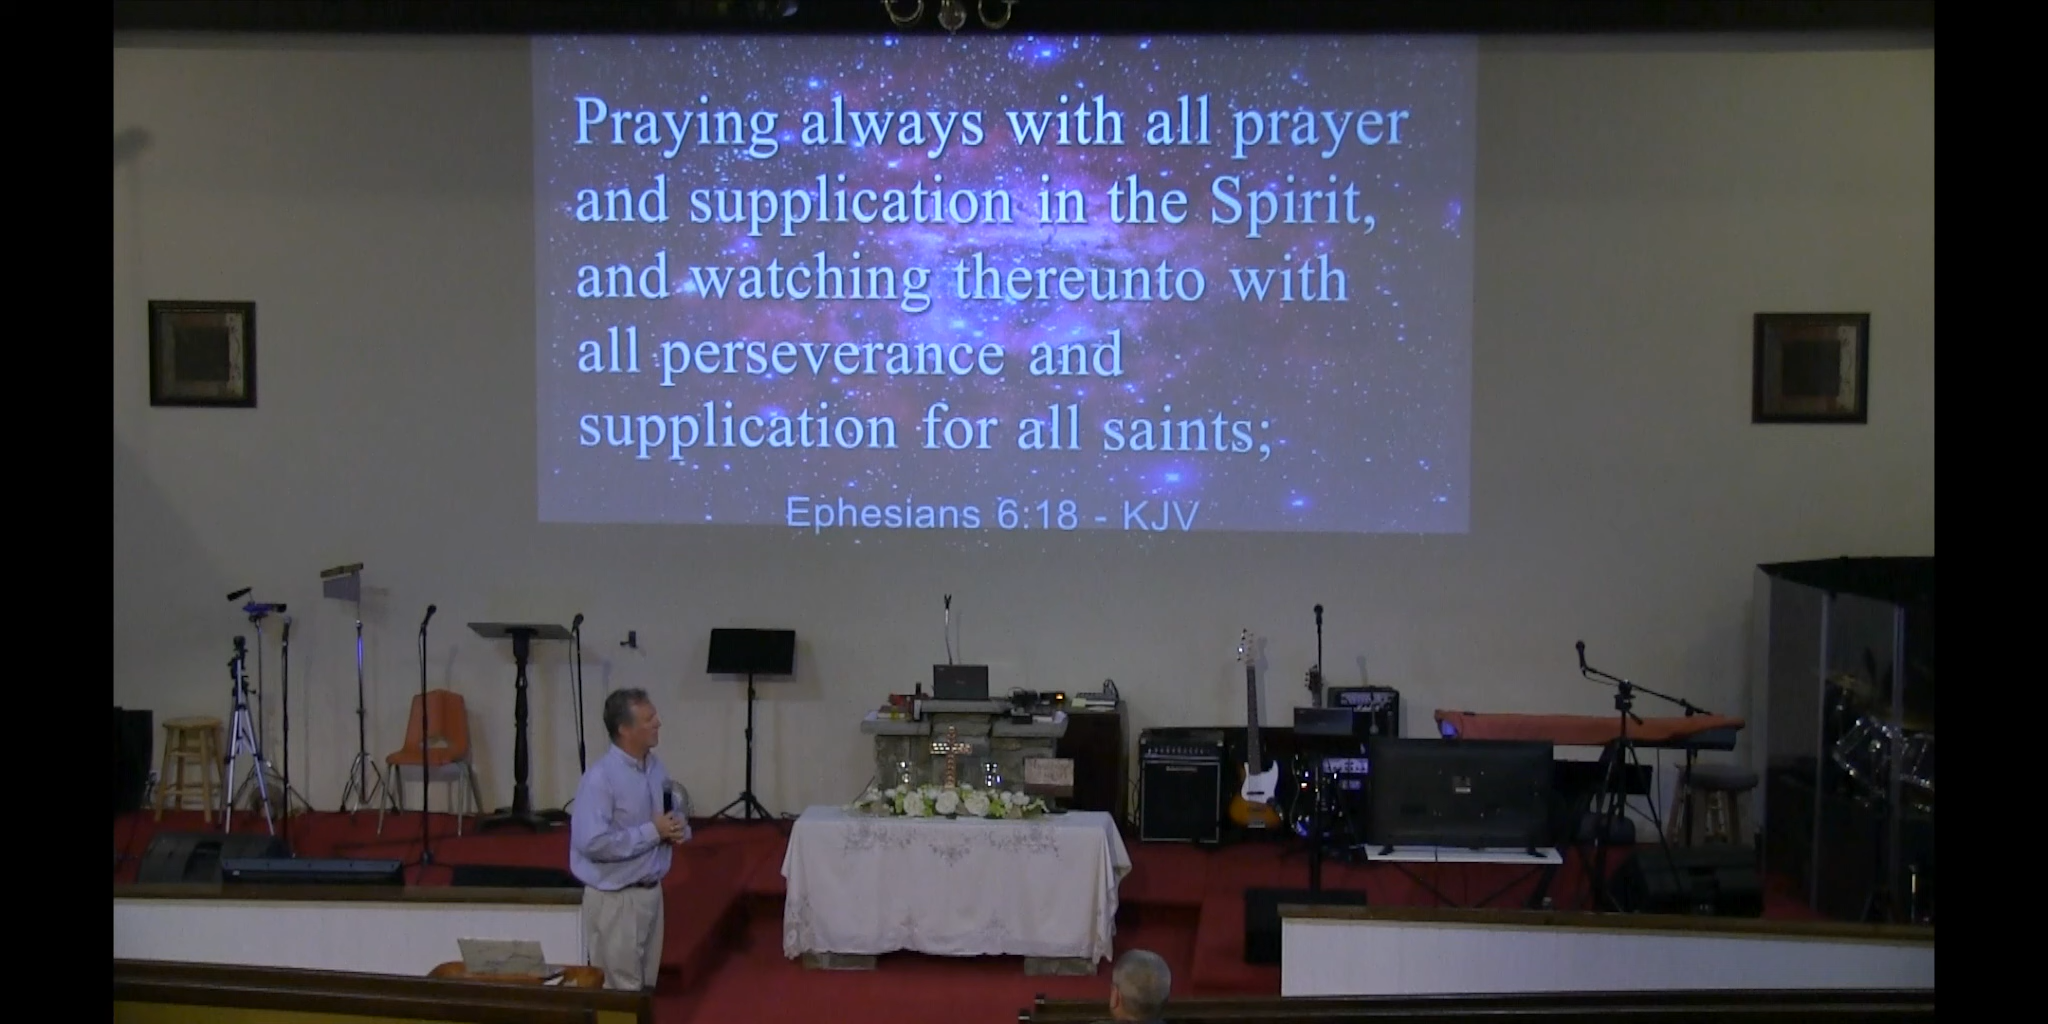 Praying always with all prayer
and supplication in the Spirit,
and watching thereunto with
all perseverance and
supplication for all saints;
Ephesians 6:18 - KJV